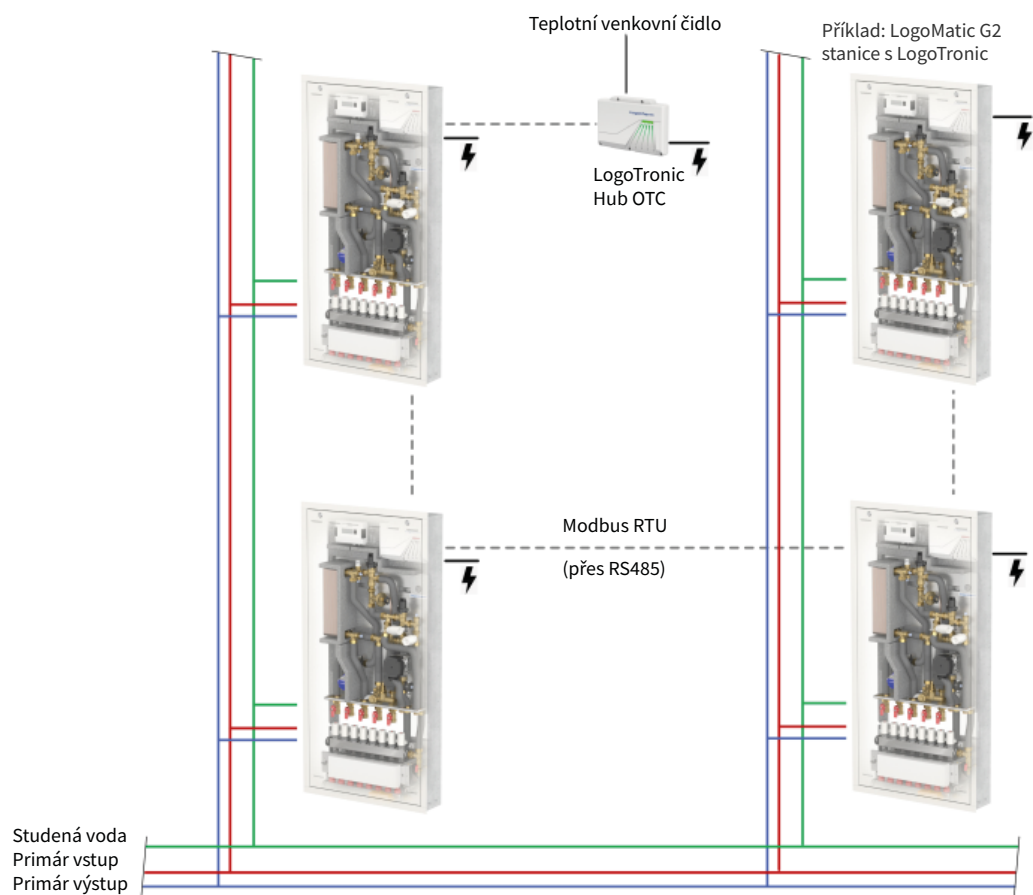 Teplotní venkovní čidlo
Příklad: LogoMatic G2
stanice s LogoTronic
LogoTronic
Hub OTC
Modbus RTU
(přes RS485)
Studená voda
Primár vstup
Primár výstup